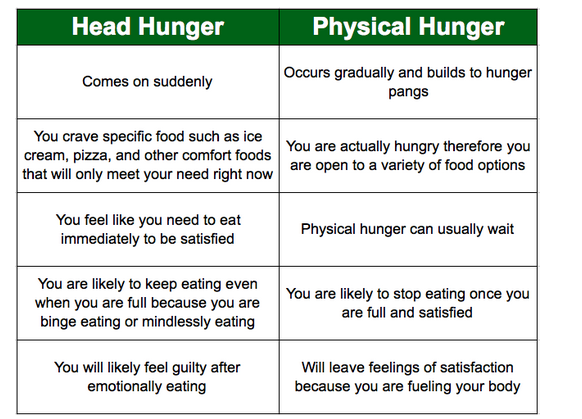 Head Hunger
Physical Hunger
Comes on suddenly
Occurs gradually and builds to hunger
pangs
You crave specific food such as ice
cream, pizza, and other comfort foods
that will only meet your need right now
You are actually hungry therefore you
are open to a variety of food options
You feel like you need to eat
immediately to be satisfied
Physical hunger can usually wait
You are likely to keep eating even
when you are full because you are
binge eating or mindlessly eating
You are likely to stop eating once you
are full and satisfied
You will likely feel guilty after
emotionally eating
Will leave feelings of satisfaction
because you are fueling your body